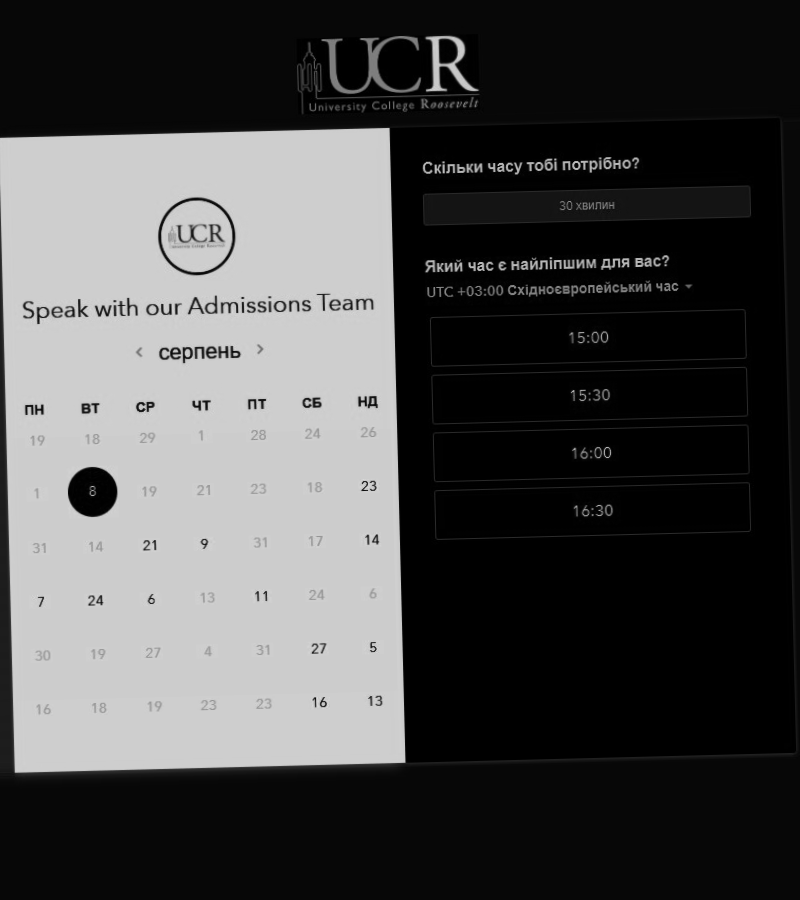 UCR
University College Roosevelt
UCR
University College Roosevelt
Speak with our Admissions Team
серпень
ПН ВТ СР ЧТ ПТ СБ НД
19 18 29 1 28 24 26
1 8 19 21 23 18 23
31 14 21 9 31 17 14
7 24 6 13 11 24 6
30 19 27 4 31 27 5
16 18 19 23 23 16 13
Скільки часу тобі потрібно?
30 хвилин
Який час є найліпшим для вас?
UTC +03:00 Східноєвропейський час
15:00
15:30
16:00
16:30